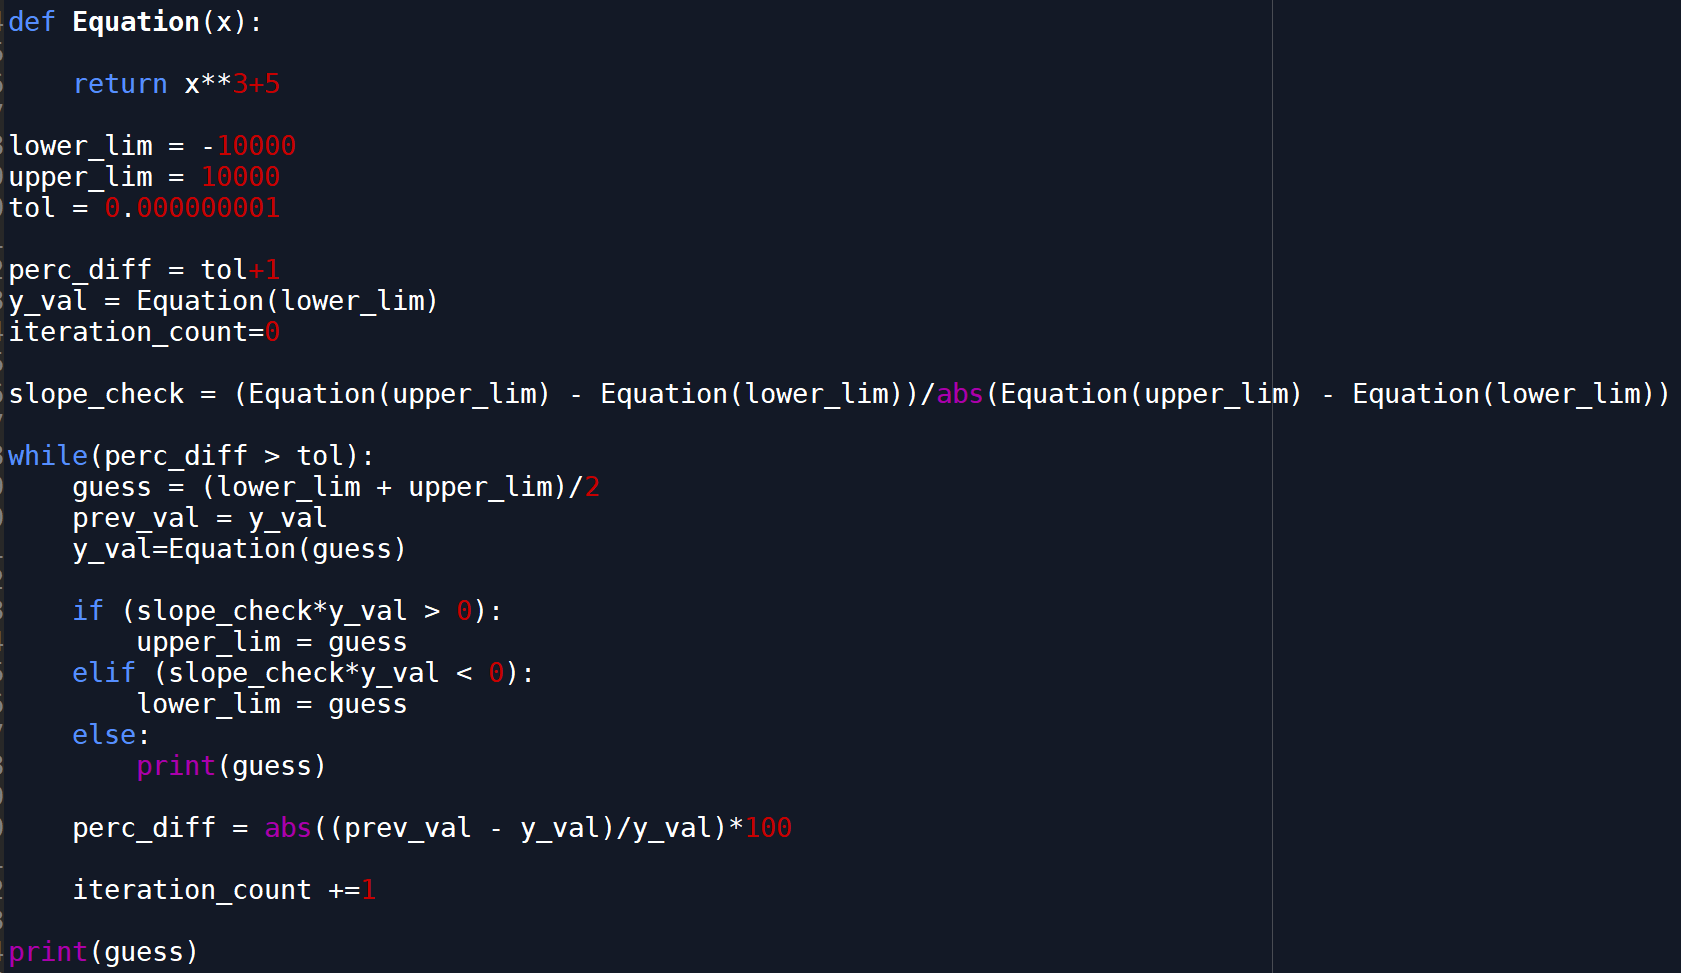 def Equation(x):
    return x**3+5
lower_lim = -10000
upper_lim = 10000
tol = 0.000000001
perc_diff = tol+1
y_val = Equation(lower_lim)
iteration_count=0
slope_check = (Equation(upper_lim) - Equation(lower_lim))/abs(Equation(upper_lim) - Equation(lower_lim))
while(perc_diff > tol):
    guess = (lower_lim + upper_lim)/2
    prev_val = y_val
    y_val=Equation(guess)
    if (slope_check*y_val > 0):
        upper_lim = guess
    elif (slope_check*y_val < 0):
        lower_lim = guess
    else:
        print(guess)
    perc_diff = abs((prev_val - y_val)/y_val)*100
    iteration_count +=1
print(guess)